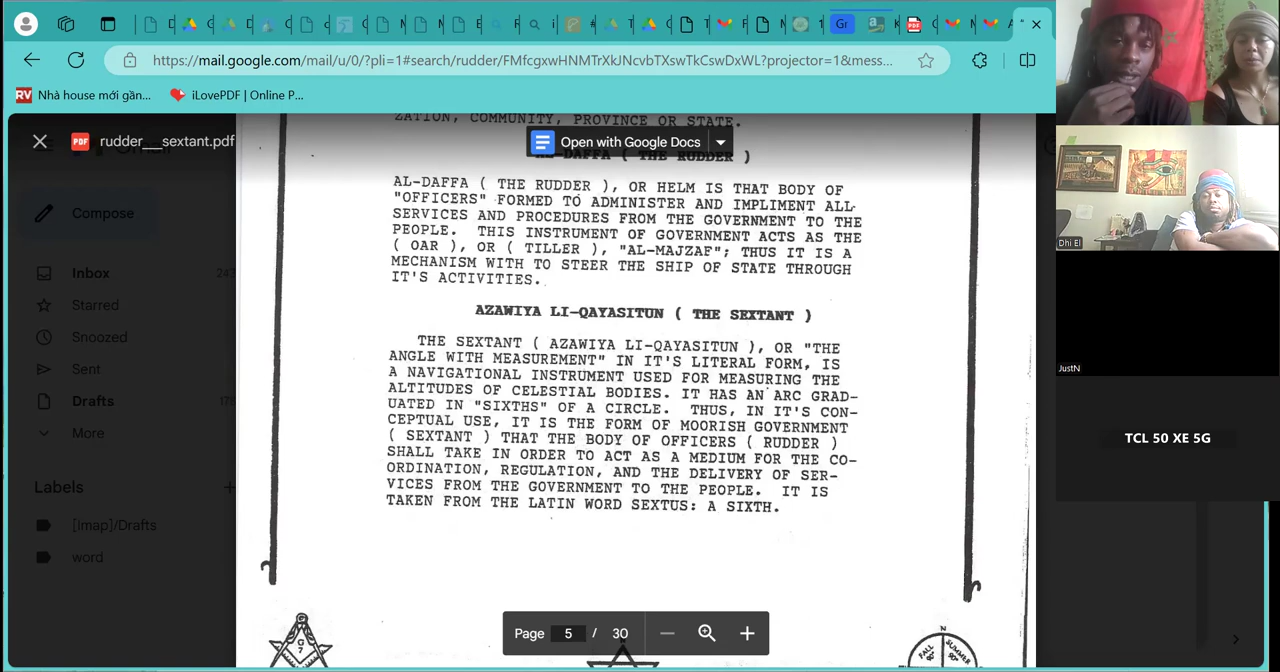 https://mail.google.com/mail/u/0/?pli=1#search/rudder/FMfcgxwHNMTrXkJNcvbTXswTkCswDxWL?projector=1&mess...
Nhà house mới gần...
iLovePDF | Online P...
rudder__sextant.pdf
Open with Google Docs
Compose
Inbox
Starred
Snoozed
Sent
Drafts
More
Labels
[Imap]/Drafts
word
ZATION, COMMUNITY, PROVINCE OR STATE.
AL-DAFFA ( THE RUDDER )
AL-DAFFA ( THE RUDDER ), OR HELM IS THAT BODY OF
"OFFICERS" FORMED TO ADMINISTER AND IMPLIMENT ALL
SERVICES AND PROCEDURES FROM THE GOVERNMENT TO THE
PEOPLE. THIS INSTRUMENT OF GOVERNMENT ACTS AS THE
( OAR ), OR ( TILLER ), "AL-MAJZAF"; THUS IT IS A
MECHANISM WITH TO STEER THE SHIP OF STATE THROUGH
IT'S ACTIVITIES.
AZAWIYA LI-QAYASITUN ( THE SEXTANT )
THE SEXTANT ( AZAWIYA LI-QAYASITUN ), OR "THE
ANGLE WITH MEASUREMENT" IN IT'S LITERAL FORM, IS
A NAVIGATIONAL INSTRUMENT USED FOR MEASURING THE
ALTITUDES OF CELESTIAL BODIES. IT HAS AN ARC GRAD-
UATED IN "SIXTHS" OF A CIRCLE. THUS, IN IT'S CON-
CEPTUAL USE, IT IS THE FORM OF MOORISH GOVERNMENT
( SEXTANT ) THAT THE BODY OF OFFICERS ( RUDDER )
SHALL TAKE IN ORDER TO ACT AS A MEDIUM FOR THE CO-
ORDINATION, REGULATION, AND THE DELIVERY OF SER-
VICES FROM THE GOVERNMENT TO THE PEOPLE. IT IS
TAKEN FROM THE LATIN WORD SEXTUS: A SIXTH.
Page 5 / 30
G
7
N
FALL
90°
SUMMER
90°
Dhi El
JustN
TCL 50 XE 5G